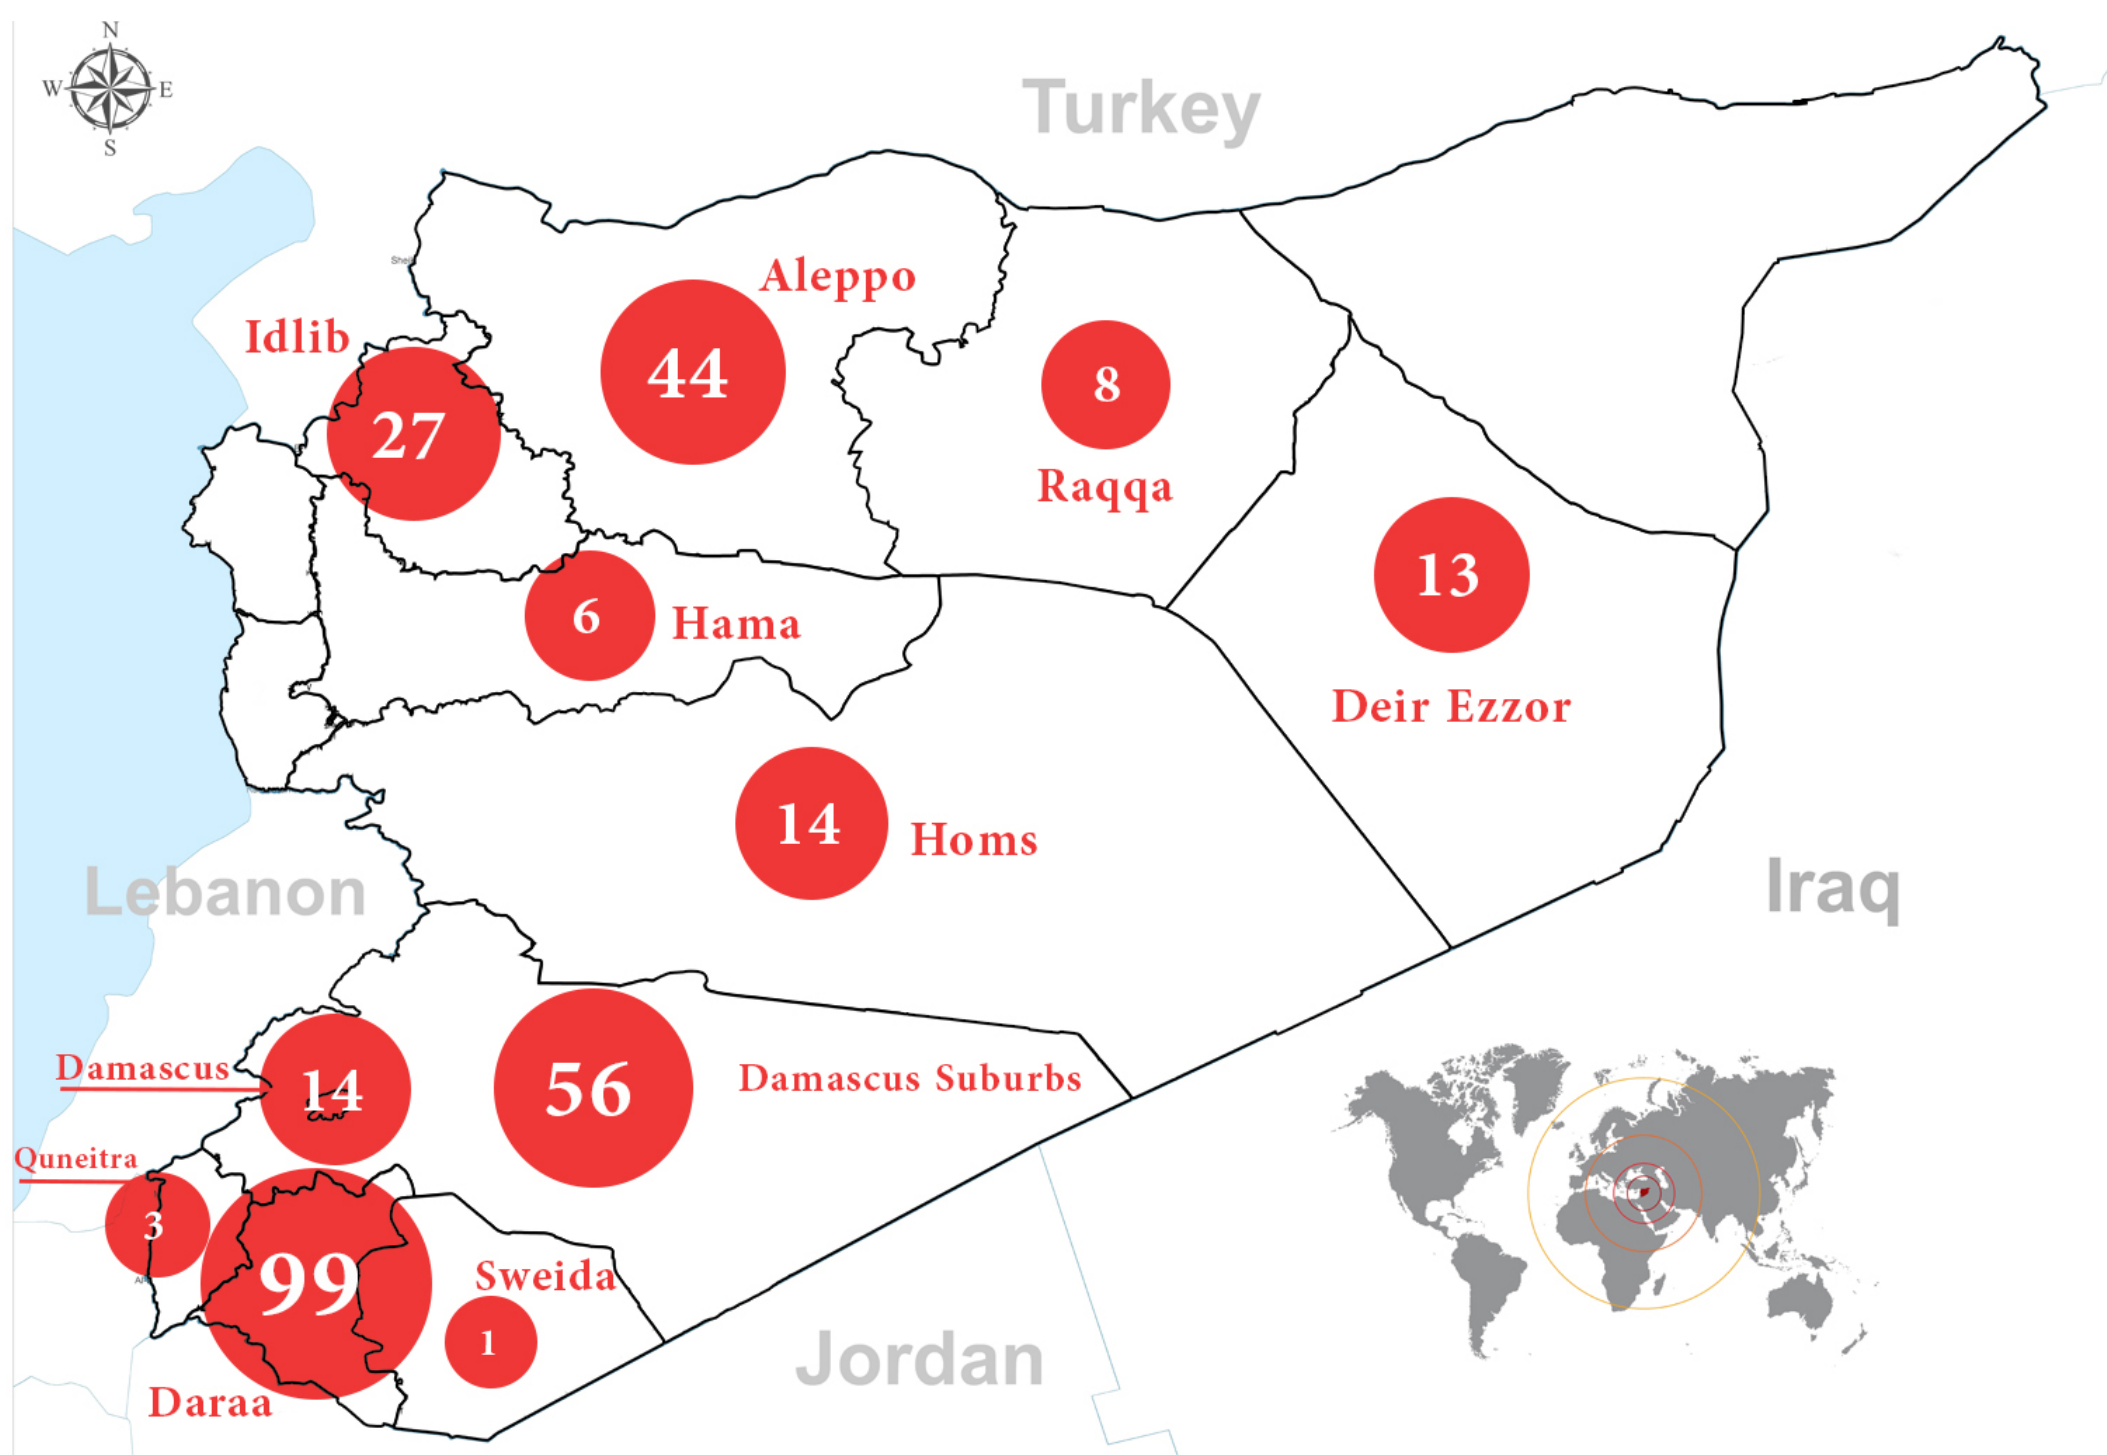 N
W
E
S
Turkey
Aleppo
Idlib
44
8
27
Raqqa
13
6
Hama
Deir Ezzor
14
Homs
Lebanon
Iraq
Damascus
14
56
Damascus Suburbs
Quneitra
3
99
Sweida
1
Jordan
Daraa